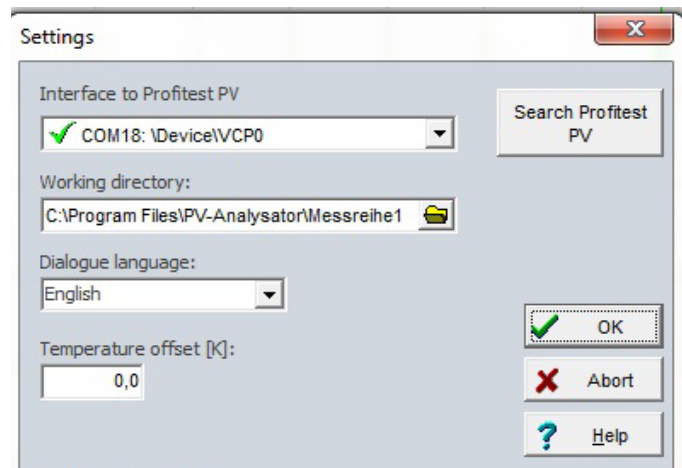 Settings
Interface to Profitest PV
COM18: \Device\VCP0
Search Profitest
PV
Working directory:
C:\Program Files\PV-Analysator\Messreihe1
Dialogue language:
English
Temperature offset [K]:
0,0
OK
Abort
Help